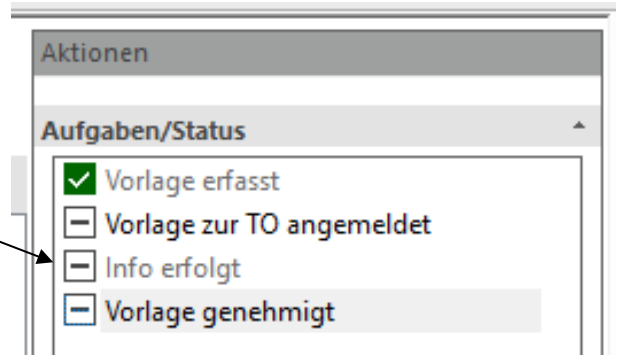 Aktionen
Aufgaben/Status
Vorlage erfasst
Vorlage zur TO angemeldet
Info erfolgt
Vorlage genehmigt